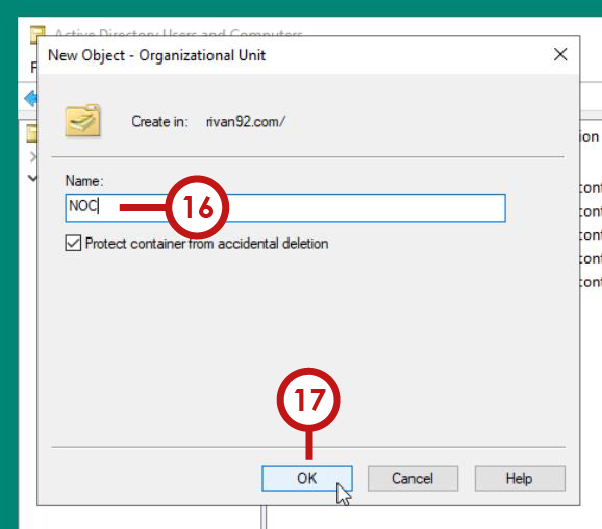 Active Directory Users and Computers
New Object - Organizational Unit
F
Create in: rivan92.com/
ion
Name:
NOC
16
Protect container from accidental deletion
cont
cont
cont
cont
cont
17
OK Cancel Help